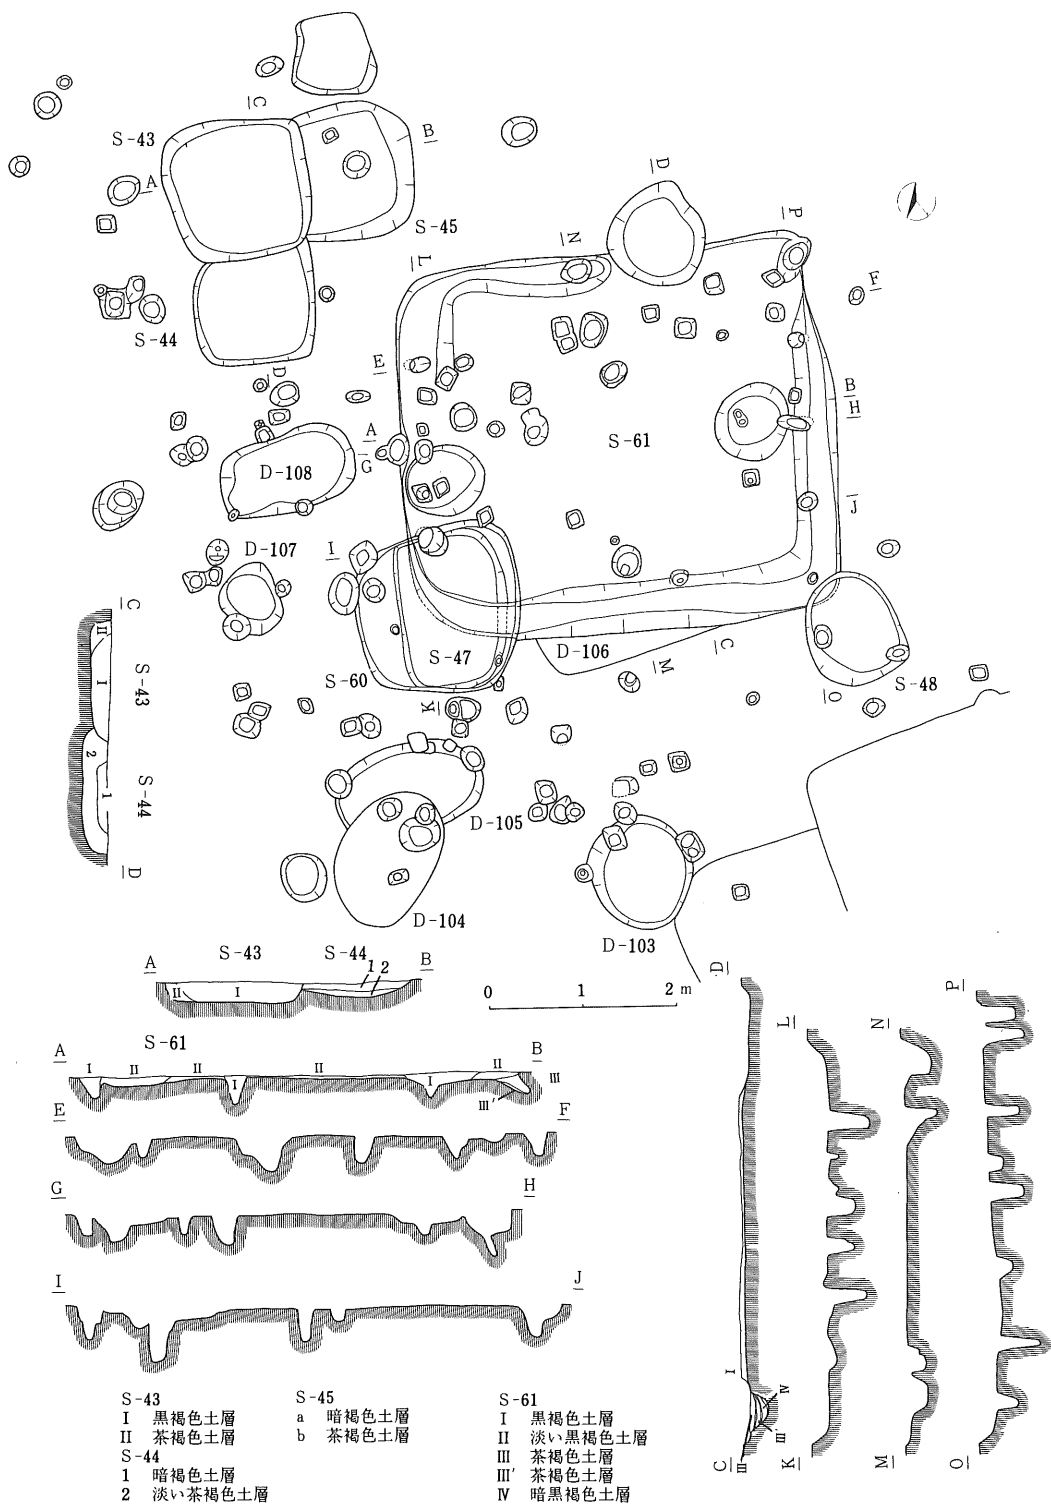 C
S-43
B
A
S-45
D
P
N
L
F
S-44
E
D
B
H
A
S-61
G
D-108
J
I
D-107
C
D-106
S-47
C
S-60
M
S-48
O
K
II
S-43
I
2
S-44
1
D-105
D
D-104
D-103
S-43 S-44
A B
1 2
II I
0 1 2 m
D
P
L
N
S-61
A B
I II II I II I II III
III'
E F
G H
I J
I
IV
III'
III
C K M O
S-43
I 黒褐色土層
II 茶褐色土層
S-44
1 暗褐色土層
2 淡い茶褐色土層
S-45
a 暗褐色土層
b 茶褐色土層
S-61
I 黒褐色土層
II 淡い黒褐色土層
III 茶褐色土層
III' 茶褐色土層
IV 暗黒褐色土層